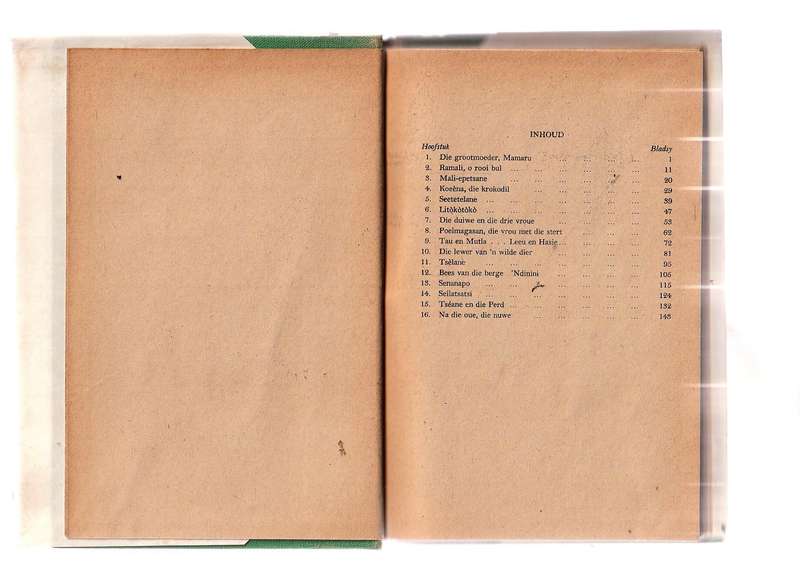 INHOUD
Hoofstuk Bladsy
1. Die grootmoeder, Mamaru ... ... ... ... 1
2. Ramali, o rooi bul ... ... ... ... ... ... 11
3. Mali-epetsane ... ... ... ... ... ... 20
4. Koeèna, die krokodil ... ... ... ... ... 29
5. Seetetelane ... ... ... ... ... ... ... 39
6. Litòkòtòkò ... ... ... ... ... ... ... 47
7. Die duiwe en die drie vroue ... ... ... ... 53
8. Poelmagasan, die vrou met die stert ... ... ... 62
9. Tau en Mutla . . . Leeu en Hasie ... ... ... ... 72
10. Die lewer van 'n wilde dier ... ... ... ... 81
11. Tsèlane ... ... ... ... ... ... ... 95
12. Bees van die berge 'Ndinini ... ... ... ... 105
13. Senanapo ... ... ... ... ... ... ... 115
14. Seilatsatsi ... ... ... ... ... ... ... 124
15. Tséane en die Perd ... ... ... ... ... ... 132
16. Na die oue, die nuwe ... ... ... ... ... 143